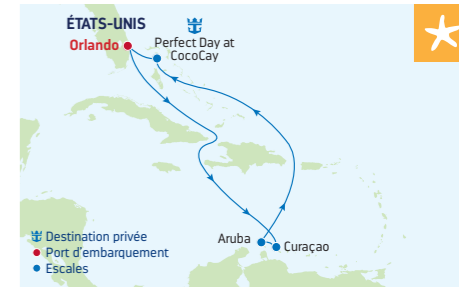 ÉTATS-UNIS
Orlando
Perfect Day at
CocoCay
Aruba
Curaçao
Destination privée
Port d'embarquement
Escales